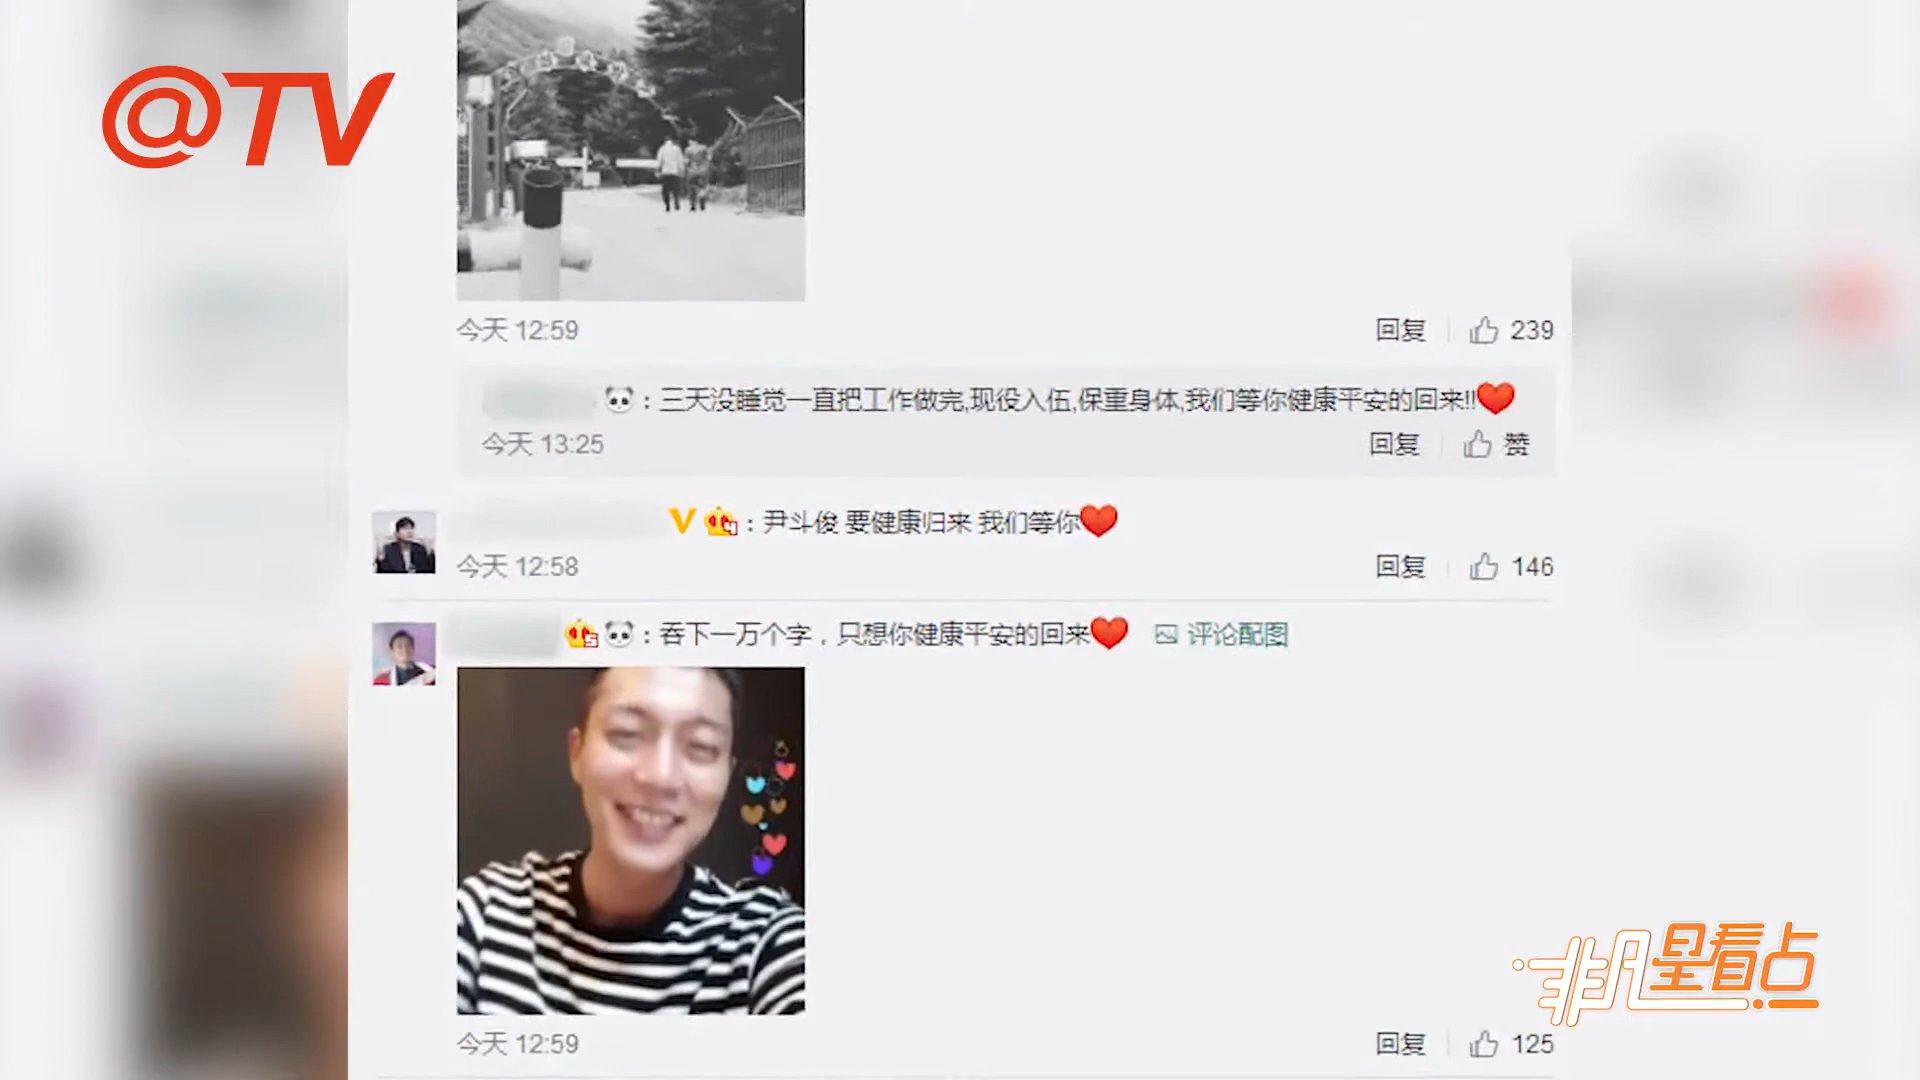 @TV
今天 12:59 回复 239
：三天没睡觉一直把工作做完,现役入伍,保重身体,我们等你健康平安的回来!!
今天 13:25 回复 赞
：尹斗俊 要健康归来 我们等你
今天 12:58 回复 146
：吞下一万个字，只想你健康平安的回来 评论配图
今天 12:59 回复 125
非凡星看点